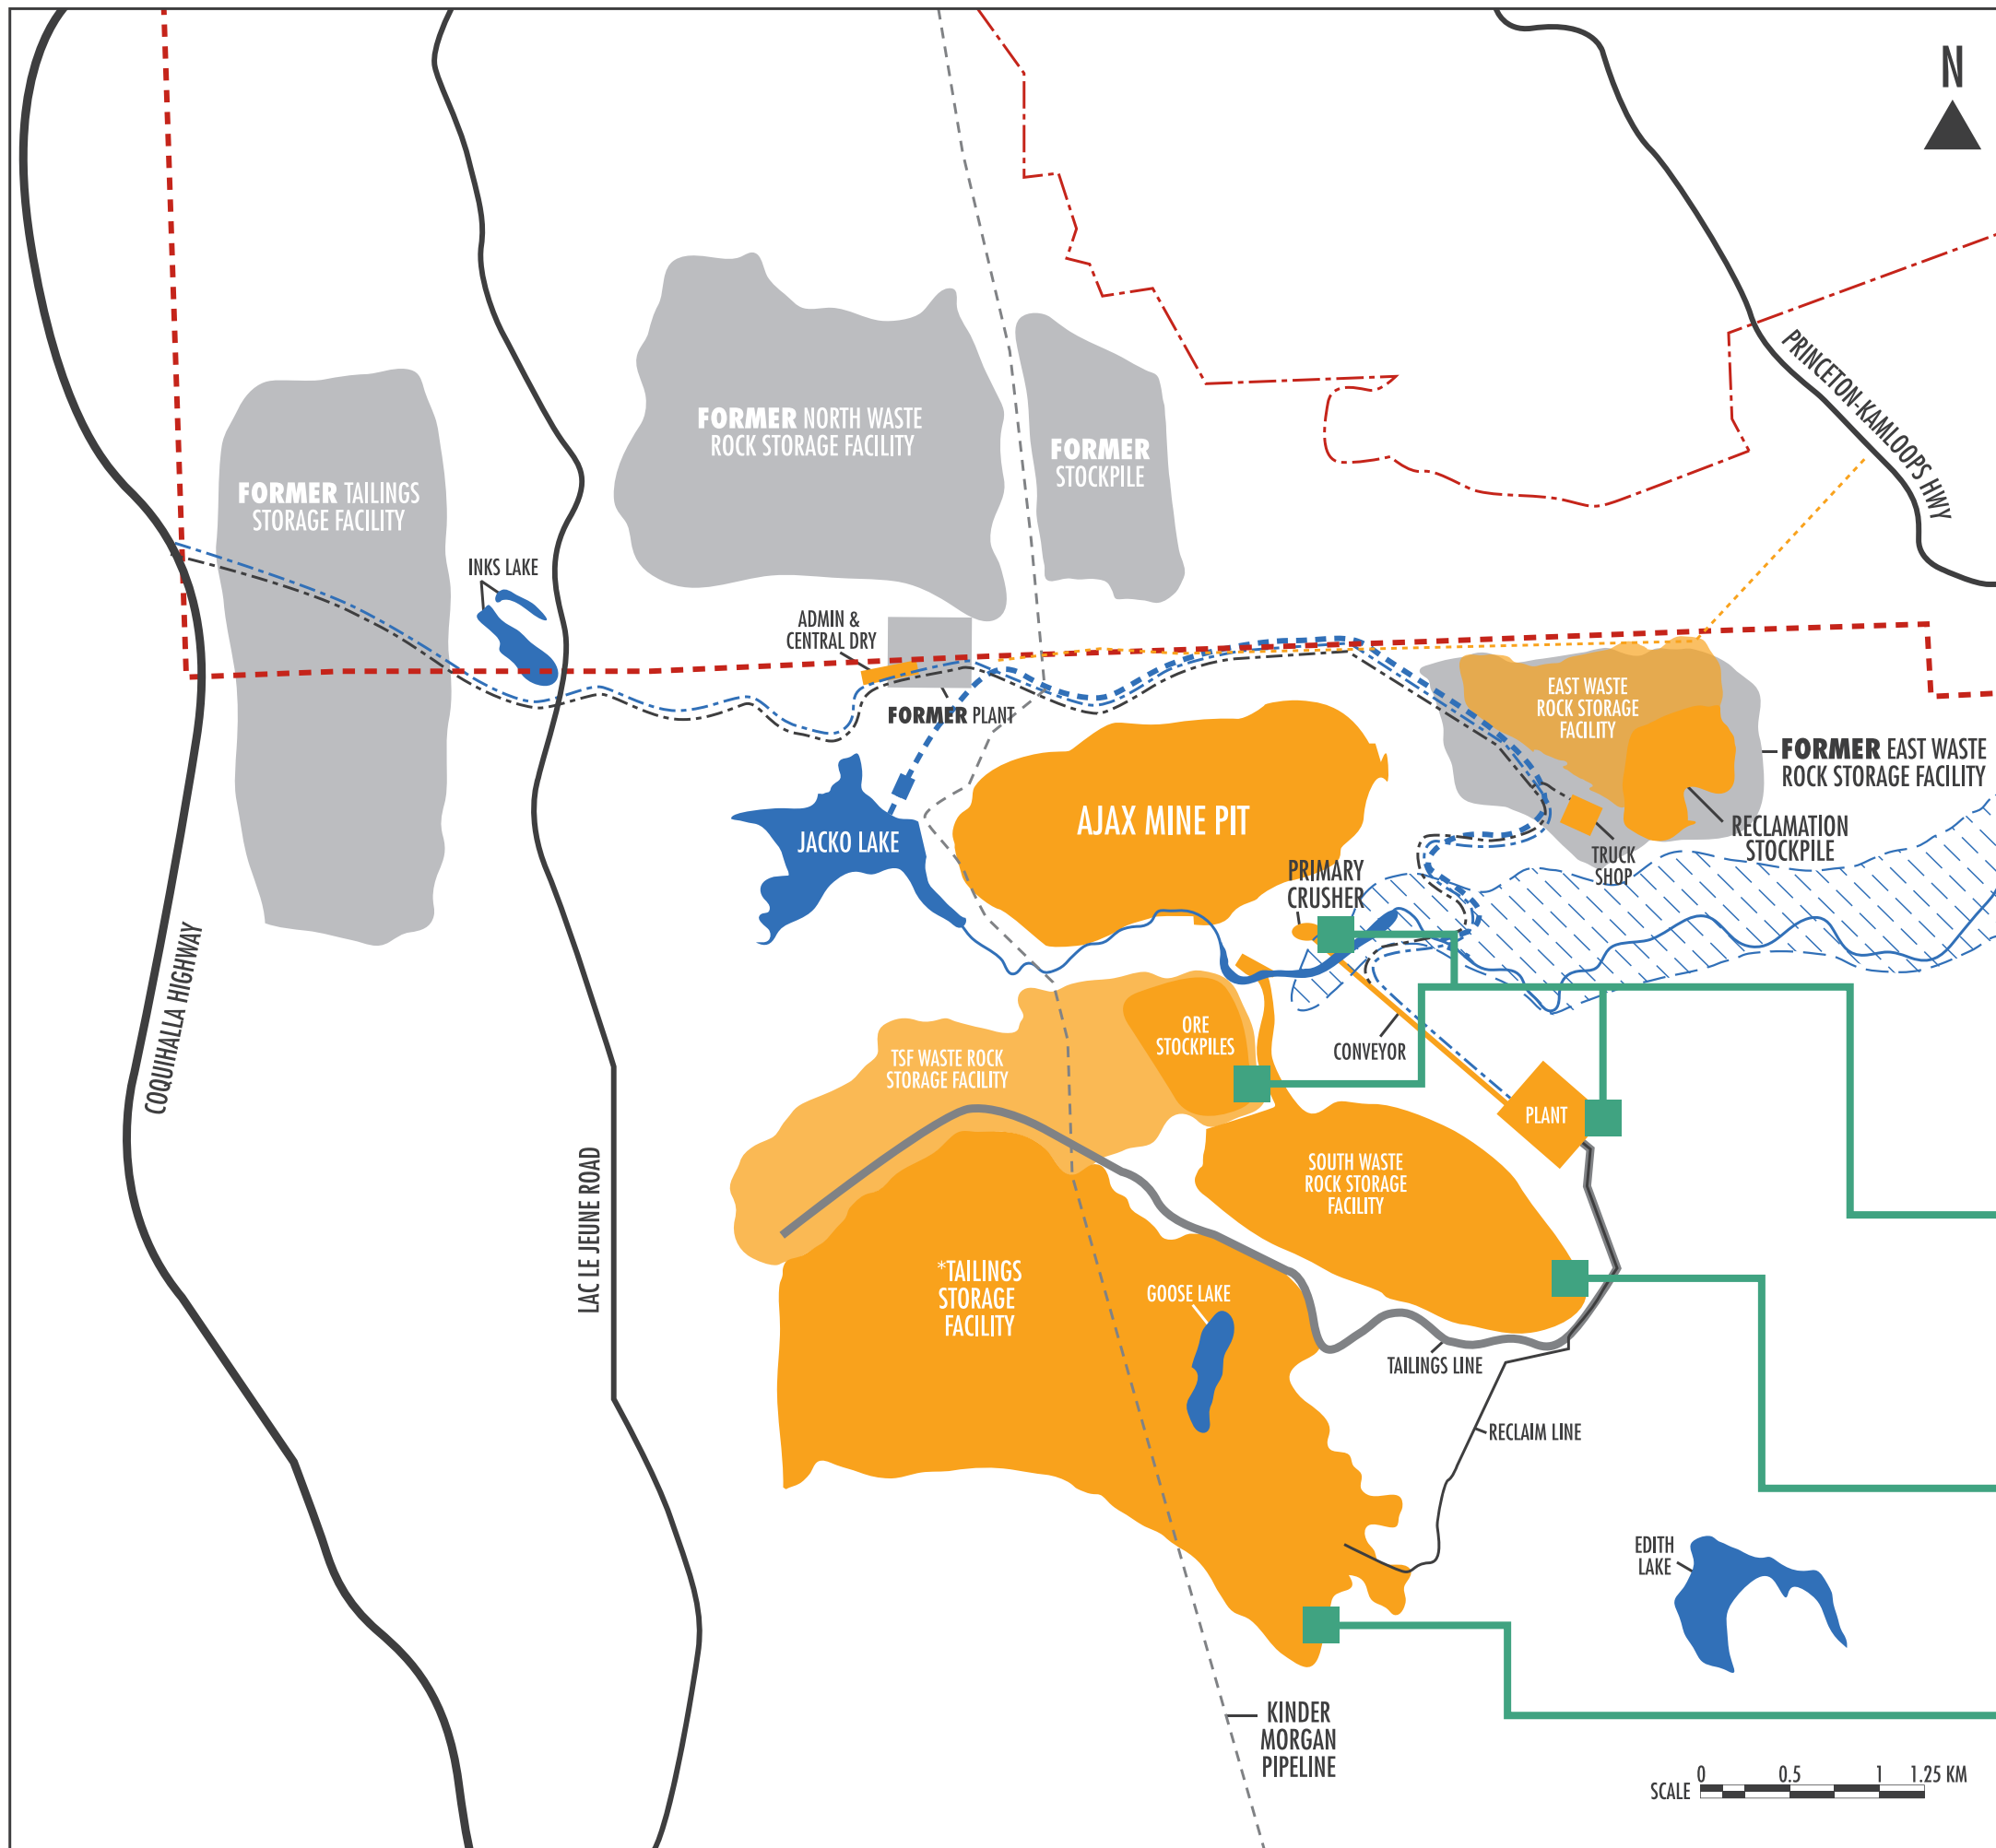 N
PRINCETON-KAMLOOPS HWY
FORMER NORTH WASTE
ROCK STORAGE FACILITY
FORMER
STOCKPILE
FORMER TAILINGS
STORAGE FACILITY
INKS LAKE
ADMIN &
CENTRAL DRY
FORMER PLANT
EAST WASTE
ROCK STORAGE
FACILITY
FORMER EAST WASTE
ROCK STORAGE FACILITY
RECLAMATION
STOCKPILE
TRUCK
SHOP
AJAX MINE PIT
JACKO LAKE
PRIMARY
CRUSHER
COQUIHALLA HIGHWAY
ORE
STOCKPILES
CONVEYOR
TSF WASTE ROCK
STORAGE FACILITY
PLANT
LAC LE JEUNE ROAD
SOUTH WASTE
ROCK STORAGE
FACILITY
*TAILINGS
STORAGE
FACILITY
GOOSE LAKE
TAILINGS LINE
RECLAIM LINE
EDITH
LAKE
KINDER
MORGAN
PIPELINE
SCALE 0 0.5 1 1.25 KM